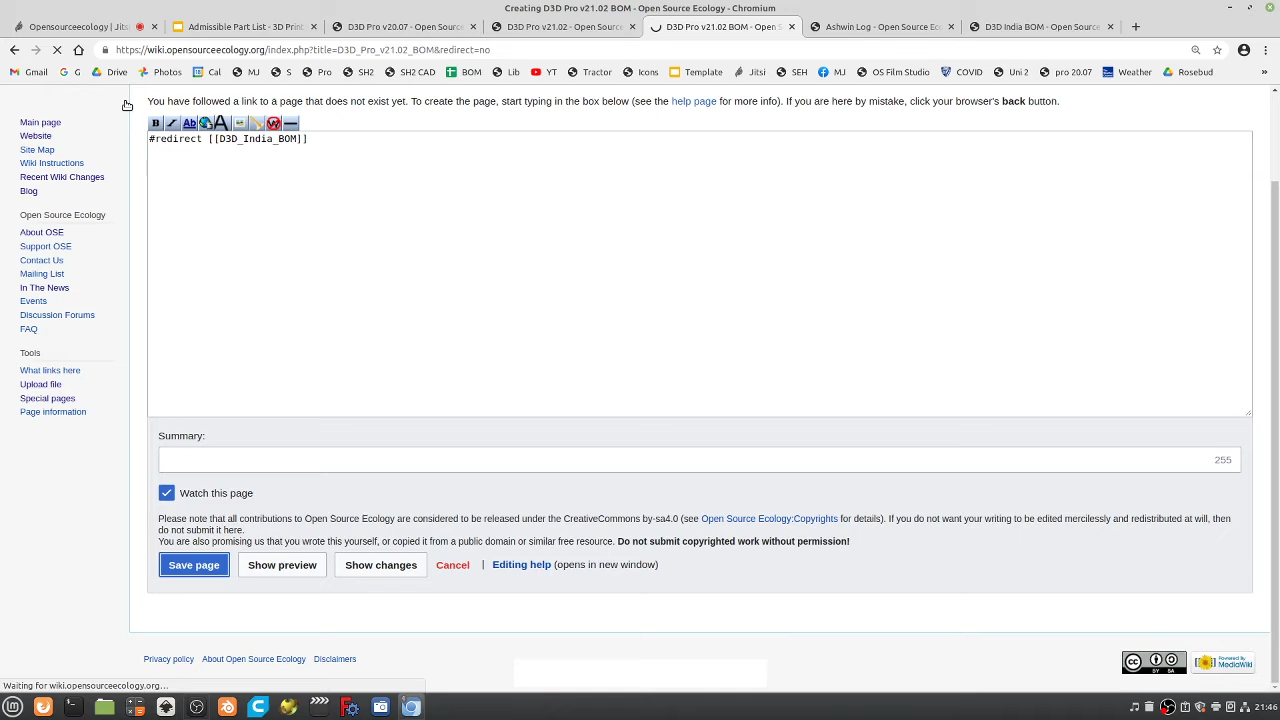 Creating D3D Pro v21.02 BOM - Open Source Ecology - Chromium
Opensourceecology | Jits
Admissible Part List - 3D Print
D3D Pro v20.07 - Open Source
D3D Pro v21.02 - Open Source
D3D Pro v21.02 BOM - Open S
Ashwin Log - Open Source Ec
D3D India BOM - Open Source
https://wiki.opensourceecology.org/index.php?title=D3D_Pro_v21.02_BOM&redirect=no
Gmail G Drive Photos Cal MJ S Pro SH2 SH2 CAD BOM Lib YT Tractor Icons Template Jitsi SEH MJ OS Film Studio COVID Uni 2 pro 20.07 Weather Rosebud »
You have followed a link to a page that does not exist yet. To create the page, start typing in the box below (see the help page for more info). If you are here by mistake, click your browser's back button.
Main page
Website
Site Map
Wiki Instructions
Recent Wiki Changes
Blog
Open Source Ecology
About OSE
Support OSE
Contact Us
Mailing List
In The News
Events
Discussion Forums
FAQ
Tools
What links here
Upload file
Special pages
Page information
B I Ab A W
#redirect [[D3D_India_BOM]]
Summary:
255
Watch this page
Please note that all contributions to Open Source Ecology are considered to be released under the CreativeCommons by-sa4.0 (see Open Source Ecology:Copyrights for details). If you do not want your writing to be edited mercilessly and redistributed at will, then
do not submit it here.
You are also promising us that you wrote this yourself, or copied it from a public domain or similar free resource. Do not submit copyrighted work without permission!
Save page Show preview Show changes Cancel | Editing help (opens in new window)
Privacy policy About Open Source Ecology Disclaimers
cc BY SA Powered By MediaWiki
Waiting for wiki.opensourceecology.org...
21:46